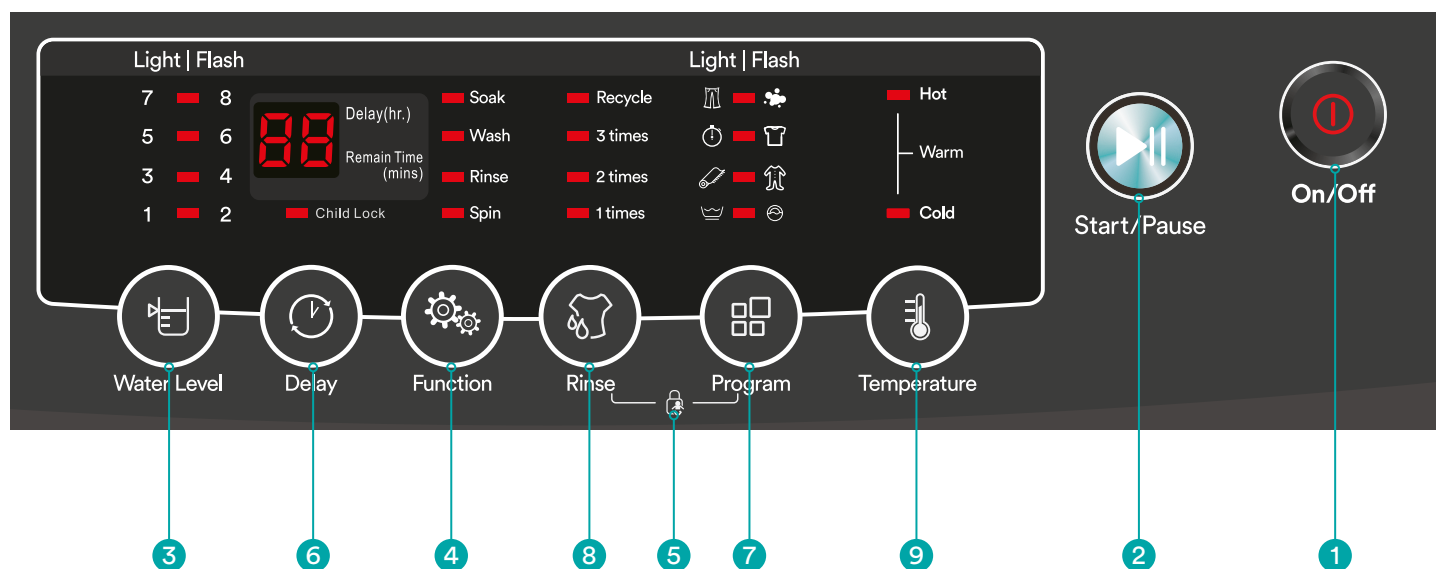 Light | Flash
Light | Flash
7 8
5 6
3 4
1 2
88
Delay(hr.)
Remain Time
(mins)
Child Lock
Soak
Wash
Rinse
Spin
Recycle
3 times
2 times
1 times
Hot
Warm
Cold
Start/Pause
On/Off
Water Level
Delay
Function
Rinse
Program
Temperature
3
6
4
8
5
7
9
2
1